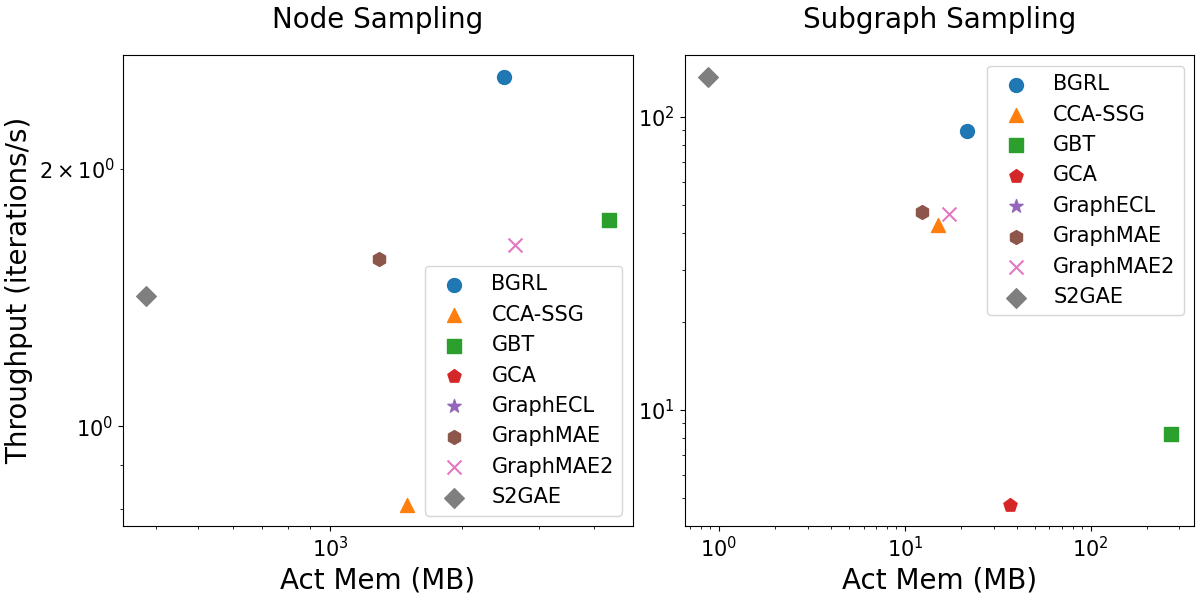 Node Sampling
Subgraph Sampling
Throughput (iterations/s)
2 × 10⁰
10⁰
10³
Act Mem (MB)
BGRL
CCA-SSG
GBT
GCA
GraphECL
GraphMAE
GraphMAE2
S2GAE
10²
10¹
10⁰
10¹
10²
Act Mem (MB)
BGRL
CCA-SSG
GBT
GCA
GraphECL
GraphMAE
GraphMAE2
S2GAE